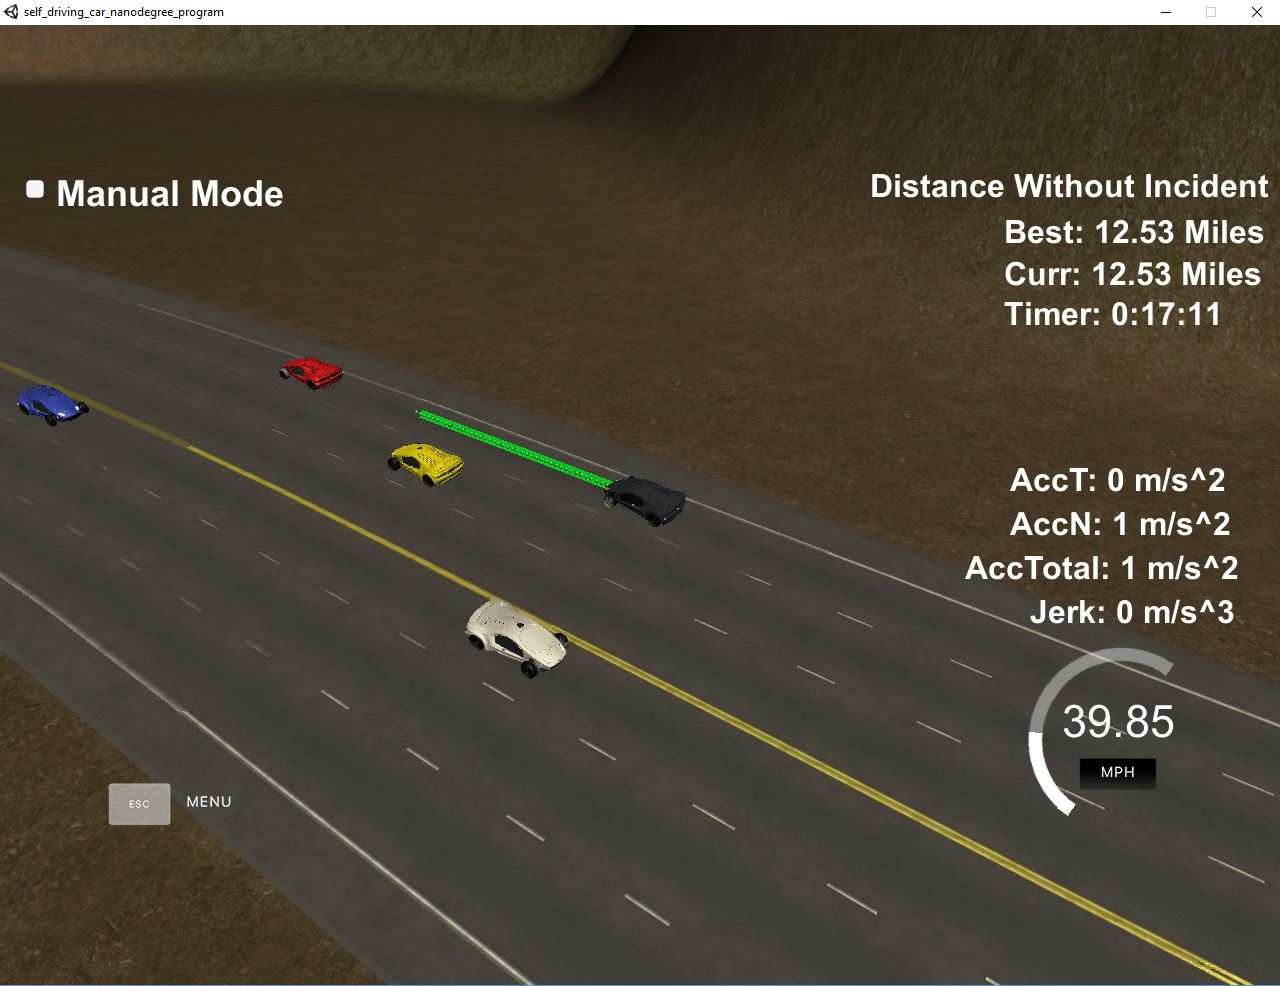 self_driving_car_nanodegree_program
Manual Mode
Distance Without Incident
Best: 12.53 Miles
Curr: 12.53 Miles
Timer: 0:17:11
AccT: 0 m/s^2
AccN: 1 m/s^2
AccTotal: 1 m/s^2
Jerk: 0 m/s^3
39.85
MPH
ESC MENU